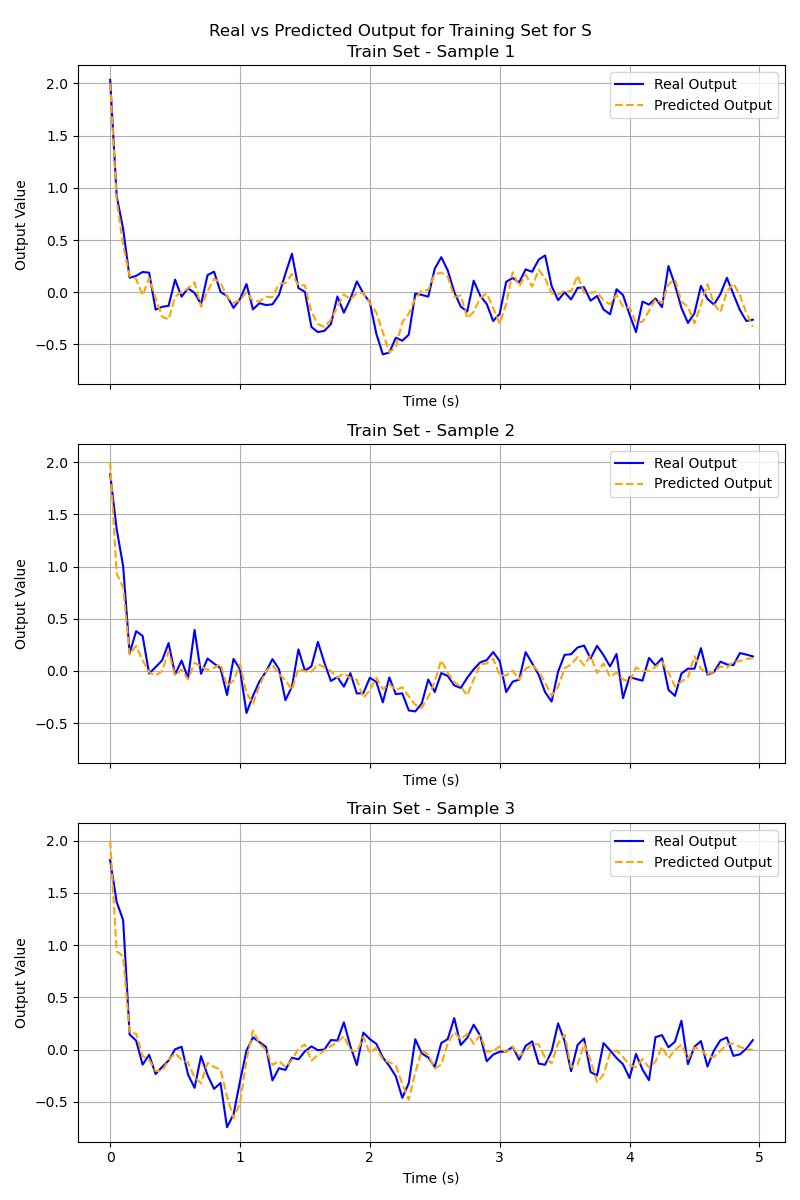 Real vs Predicted Output for Training Set for S
Train Set - Sample 1
2.0
1.5
1.0
0.5
0.0
−0.5
Output Value
Real Output
Predicted Output
Time (s)
Train Set - Sample 2
2.0
1.5
1.0
0.5
0.0
−0.5
Output Value
Real Output
Predicted Output
Time (s)
Train Set - Sample 3
2.0
1.5
1.0
0.5
0.0
−0.5
Output Value
Real Output
Predicted Output
0
1
2
3
4
5
Time (s)